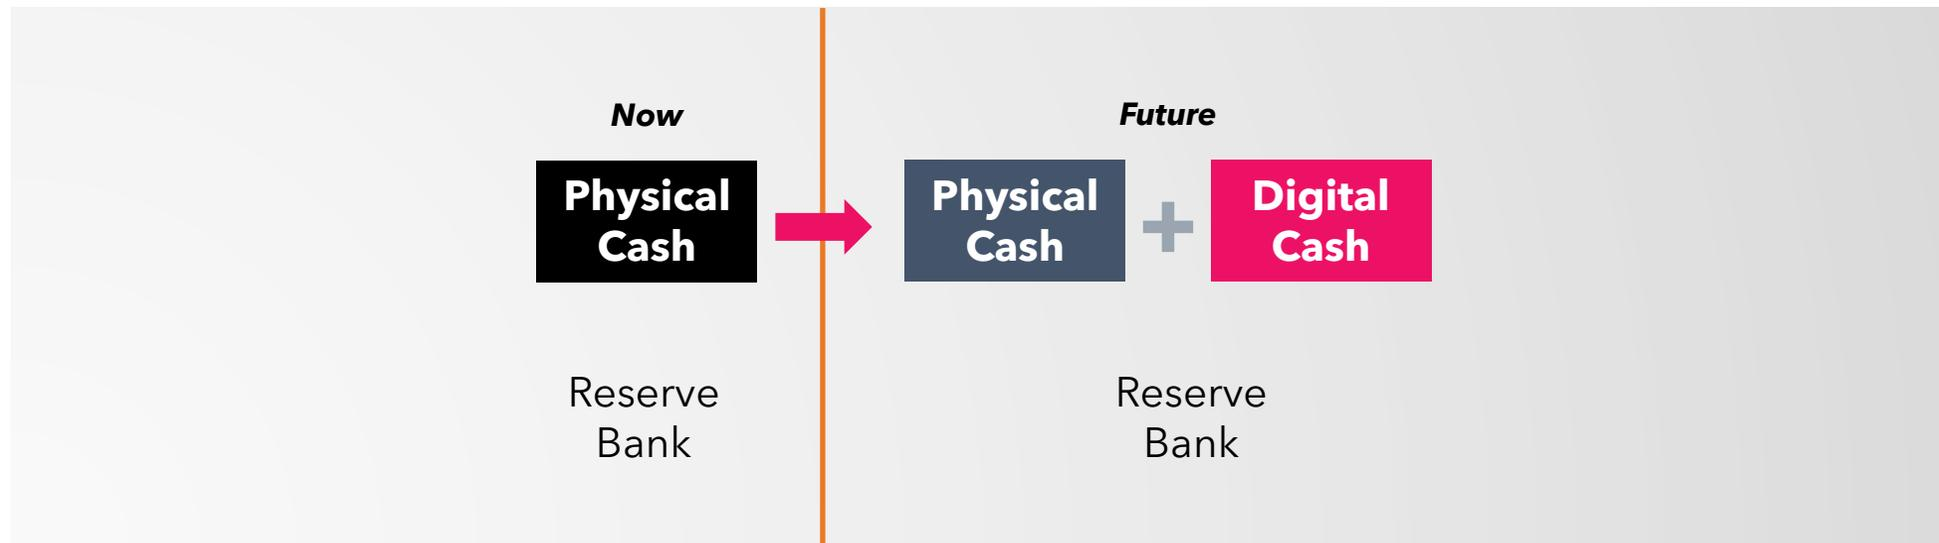 Now
Future
Physical
Cash
Physical
Cash
Digital
Cash
Reserve
Bank
Reserve
Bank